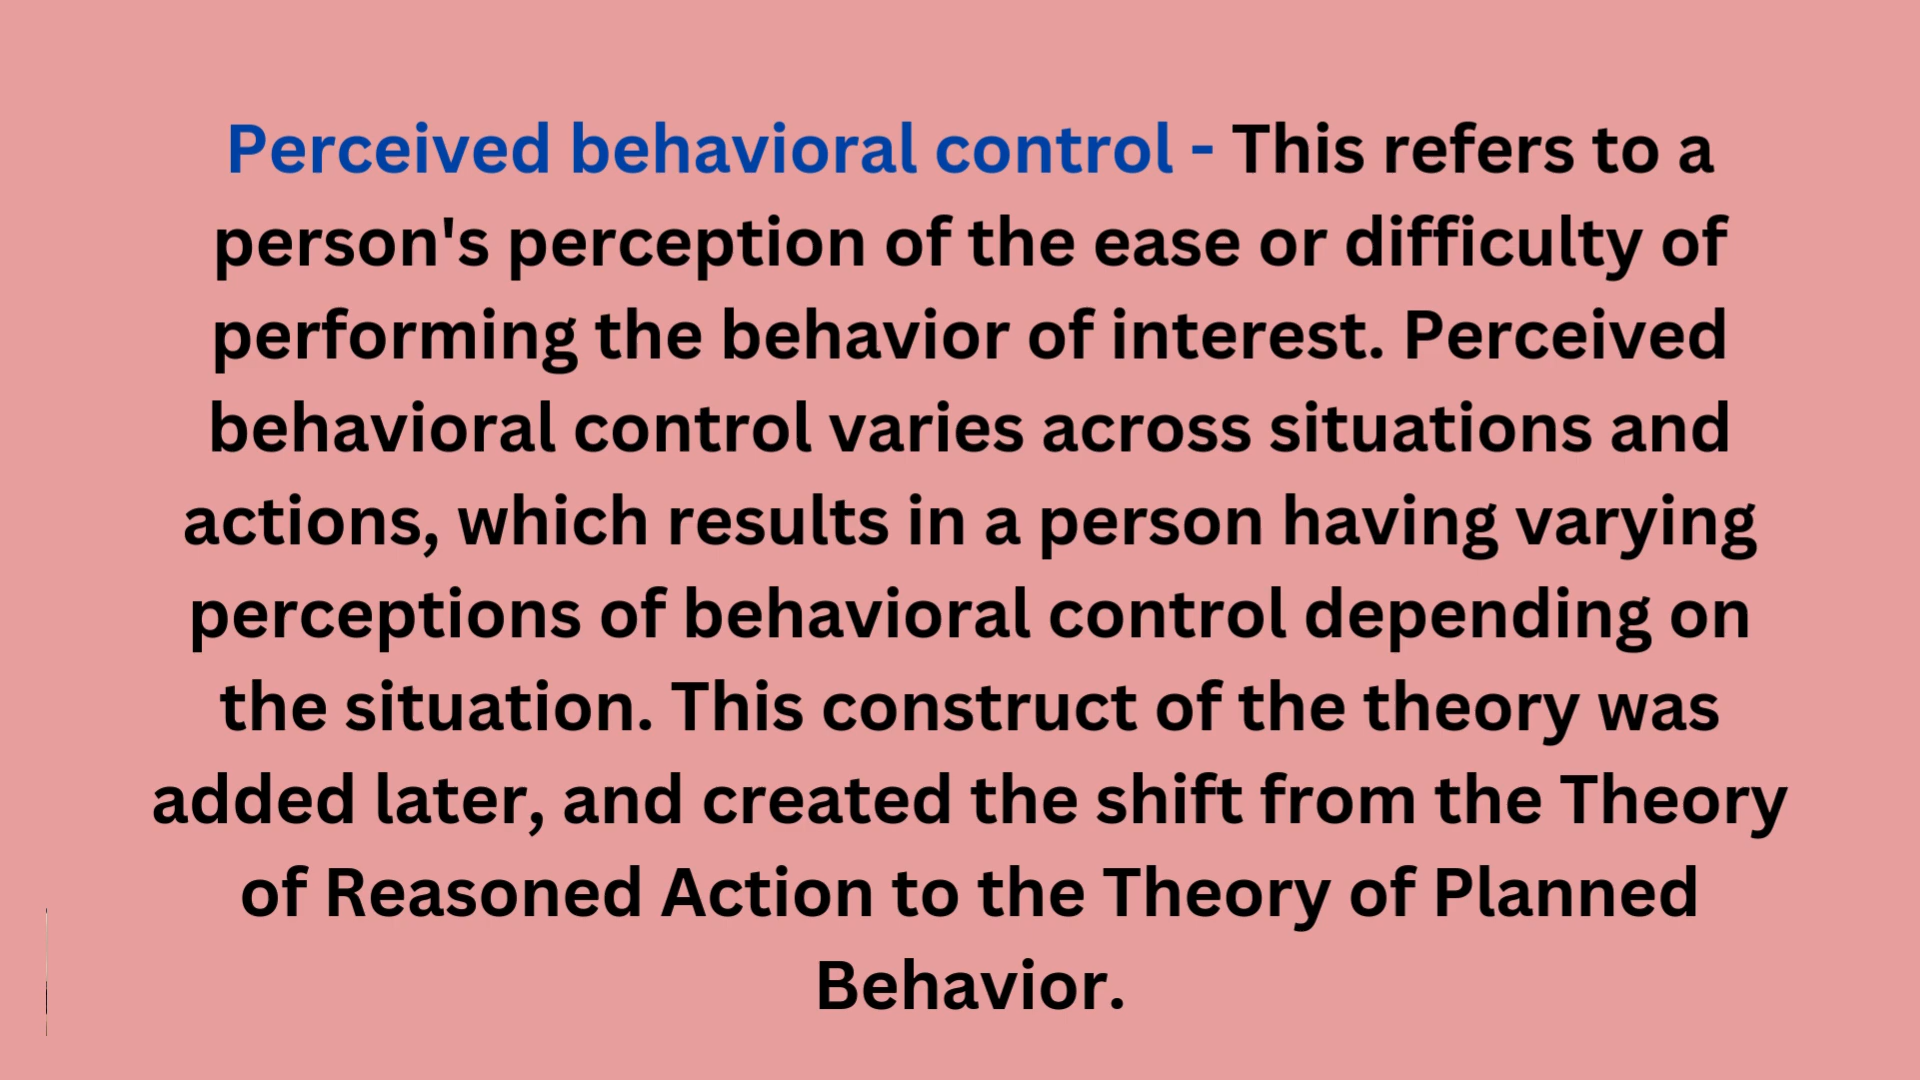 Perceived behavioral control - This refers to a
person's perception of the ease or difficulty of
performing the behavior of interest. Perceived
behavioral control varies across situations and
actions, which results in a person having varying
perceptions of behavioral control depending on
the situation. This construct of the theory was
added later, and created the shift from the Theory
of Reasoned Action to the Theory of Planned
Behavior.